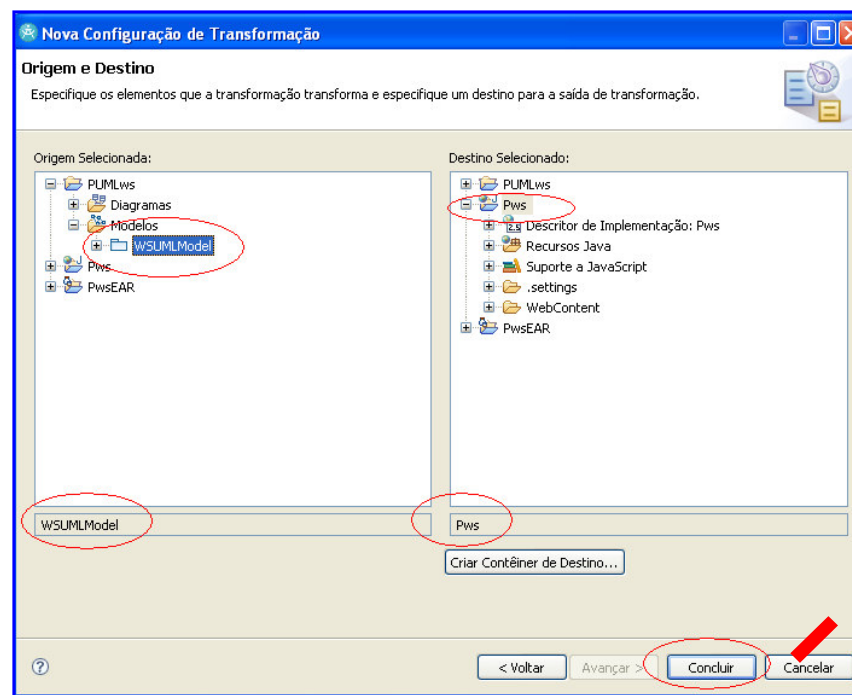 Nova Configuração de Transformação
Origem e Destino
Especifique os elementos que a transformação transforma e especifique um destino para a saída de transformação.
Origem Selecionada:
PUMLws
Diagramas
Modelos
WSUMLModel
Pws
PwsEAR
WSUMLModel
Destino Selecionado:
PUMLws
Pws
2.5 Descritor de Implementação: Pws
Recursos Java
Suporte a JavaScript
.settings
WebContent
PwsEAR
Pws
Criar Contêiner de Destino...
? < Voltar Avançar > Concluir Cancelar